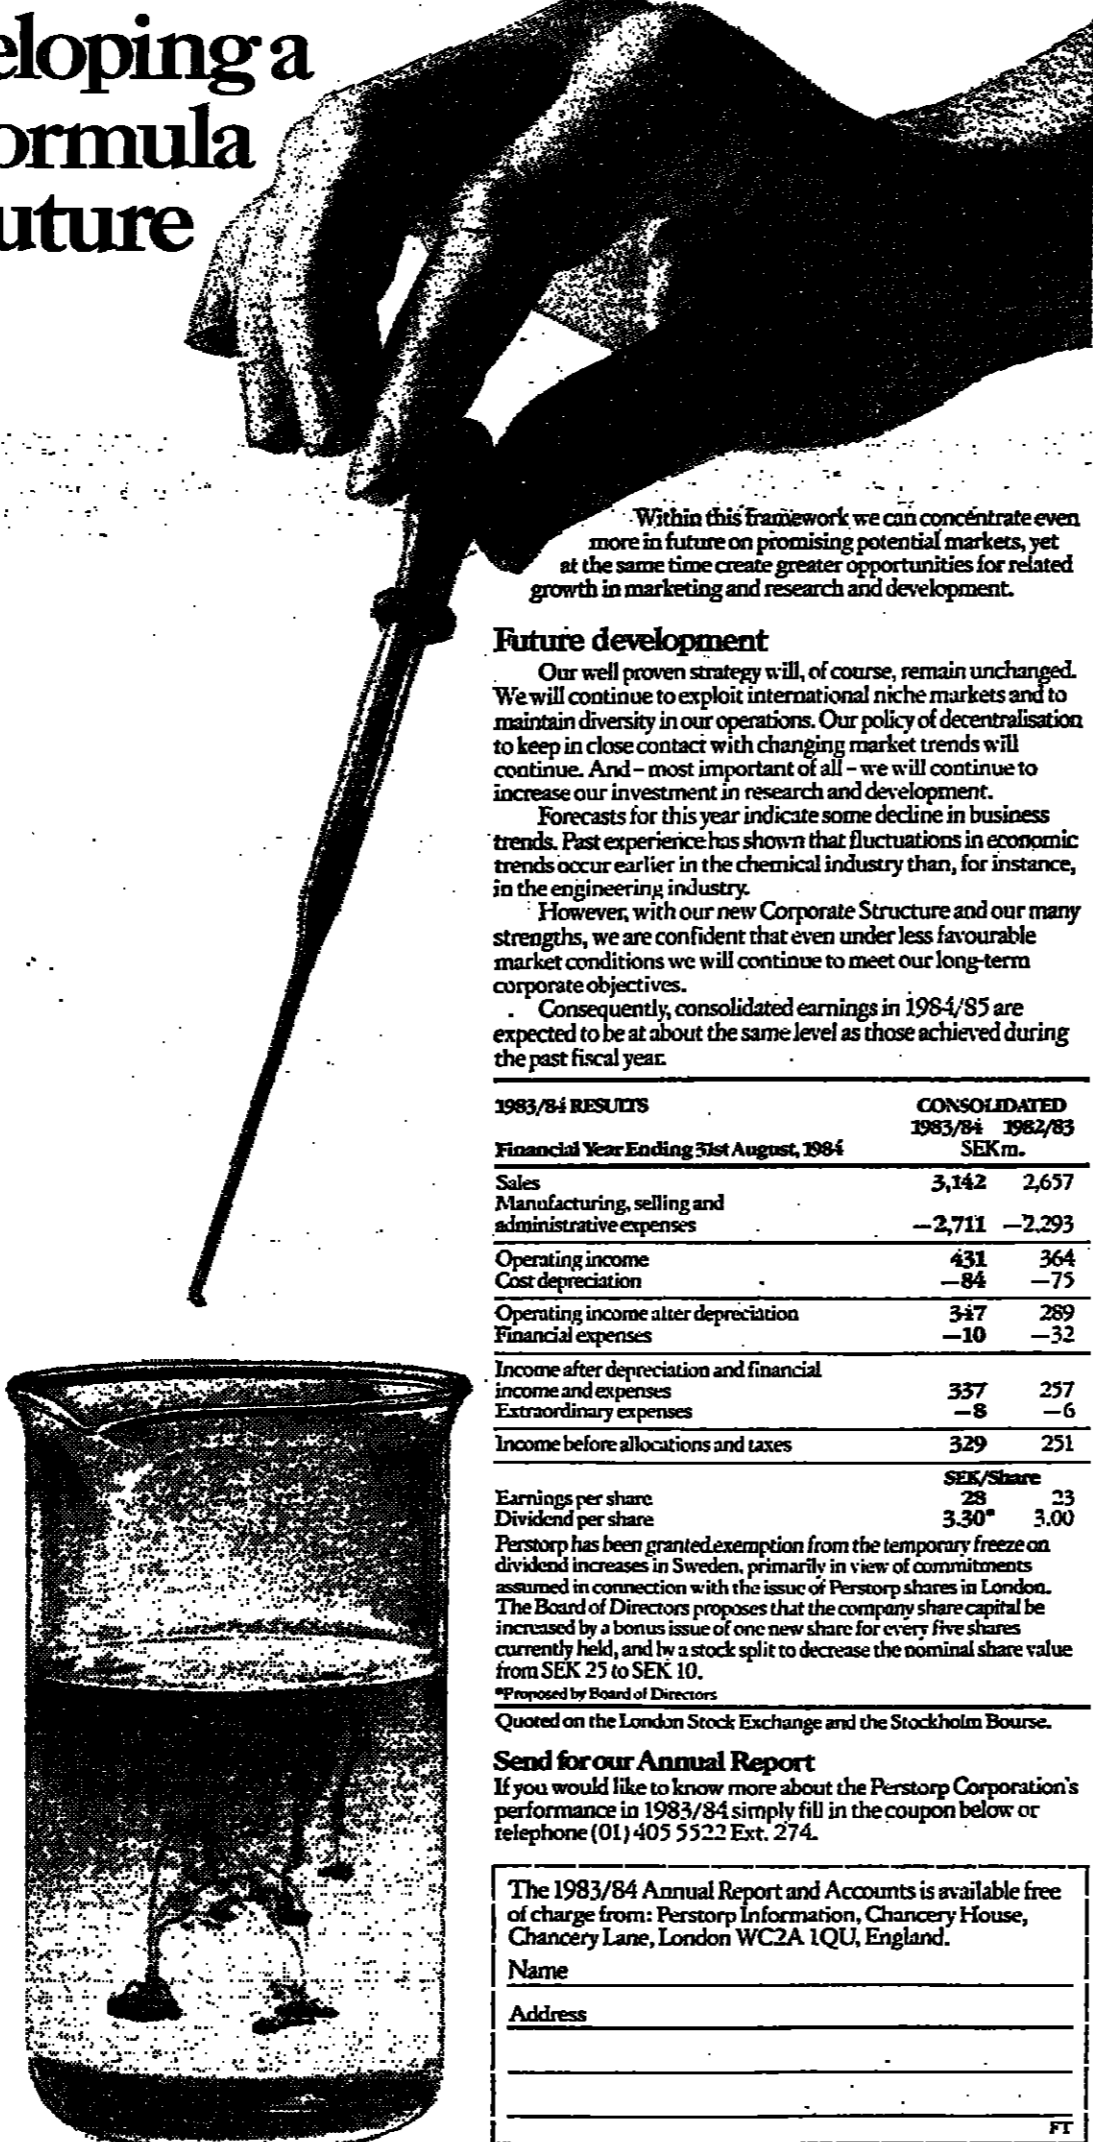 eloping a
ormula
uture
Within this framework we can concentrate even
more in future on promising potential markets, yet
at the same time create greater opportunities for related
growth in marketing and research and development.
Future development
Our well proven strategy will, of course, remain unchanged.
We will continue to exploit international niche markets and to
maintain diversity in our operations. Our policy of decentralisation
to keep in close contact with changing market trends will
continue. And – most important of all – we will continue to
increase our investment in research and development.
Forecasts for this year indicate some decline in business
trends. Past experience has shown that fluctuations in economic
trends occur earlier in the chemical industry than, for instance,
in the engineering industry.
However, with our new Corporate Structure and our many
strengths, we are confident that even under less favourable
market conditions we will continue to meet our long-term
corporate objectives.
Consequently, consolidated earnings in 1984/85 are
expected to be at about the same level as those achieved during
the past fiscal year.
1983/84 RESULTS CONSOLIDATED
1983/84 1982/83
Financial Year Ending 31st August, 1984 SEKm.
Sales 3,142 2,657
Manufacturing, selling and
administrative expenses –2,711 –2,293
Operating income 431 364
Cost depreciation –84 –75
Operating income after depreciation 347 289
Financial expenses –10 –32
Income after depreciation and financial
income and expenses 337 257
Extraordinary expenses –8 –6
Income before allocations and taxes 329 251
SEK/Share
Earnings per share 28 23
Dividend per share 3.30* 3.00
Perstorp has been granted exemption from the temporary freeze on
dividend increases in Sweden, primarily in view of commitments
assumed in connection with the issue of Perstorp shares in London.
The Board of Directors proposes that the company share capital be
increased by a bonus issue of one new share for every five shares
currently held, and by a stock split to decrease the nominal share value
from SEK 25 to SEK 10.
*Proposed by Board of Directors
Quoted on the London Stock Exchange and the Stockholm Bourse.
Send for our Annual Report
If you would like to know more about the Perstorp Corporation's
performance in 1983/84 simply fill in the coupon below or
telephone (01) 405 5522 Ext. 274.
The 1983/84 Annual Report and Accounts is available free
of charge from: Perstorp Information, Chancery House,
Chancery Lane, London WC2A 1QU, England.
Name
Address
FT